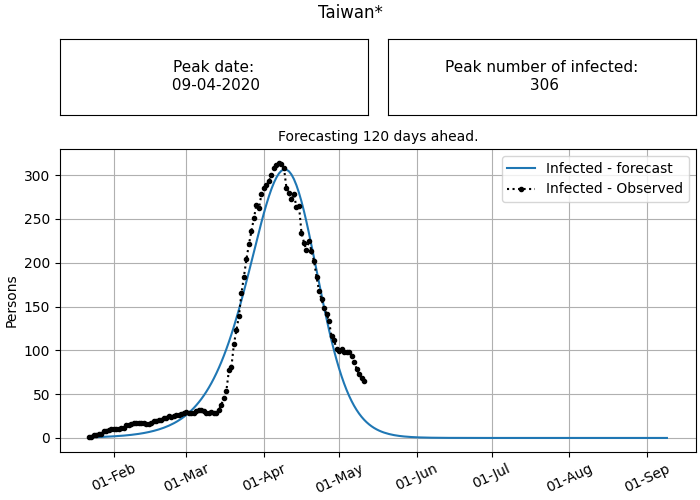 Taiwan*
Peak date:
09-04-2020
Peak number of infected:
306
Forecasting 120 days ahead.
Infected - forecast
Infected - Observed
Persons
300
250
200
150
100
50
0
01-Feb
01-Mar
01-Apr
01-May
01-Jun
01-Jul
01-Aug
01-Sep